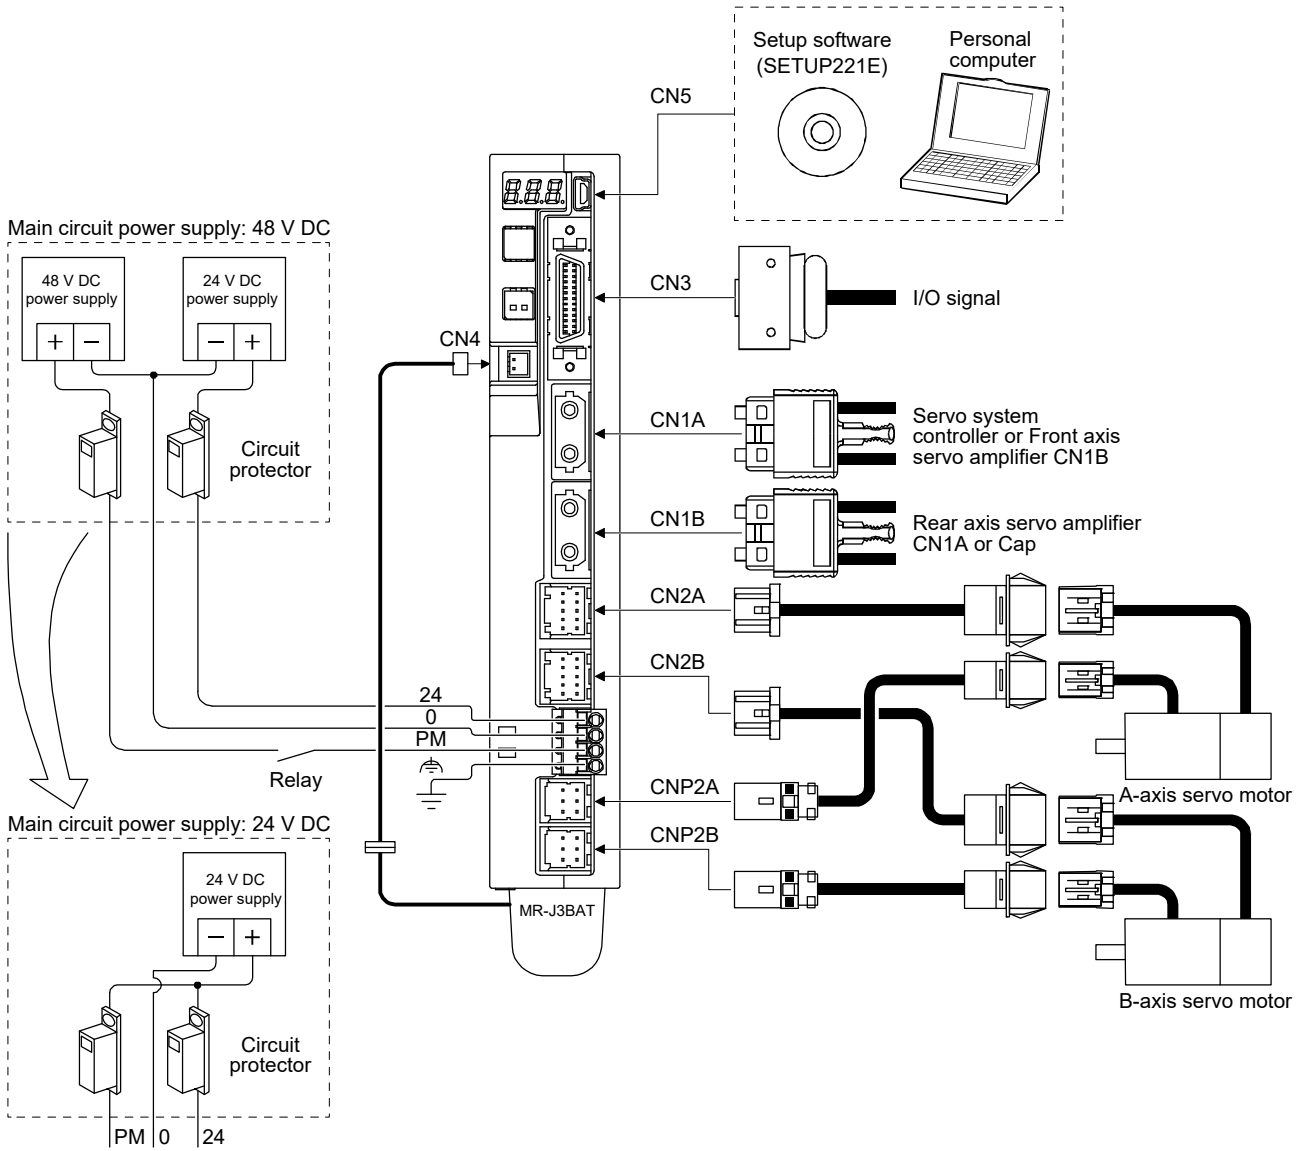 Setup software
(SETUP221E)
Personal
computer
CN5
Main circuit power supply: 48 V DC
48 V DC
power supply
24 V DC
power supply
+ −
− +
Circuit
protector
CN4
CN3
I/O signal
CN1A
Servo system
controller or Front axis
servo amplifier CN1B
CN1B
Rear axis servo amplifier
CN1A or Cap
CN2A
CN2B
24
0
PM
Relay
CNP2A
A-axis servo motor
CNP2B
MR-J3BAT
B-axis servo motor
Main circuit power supply: 24 V DC
24 V DC
power supply
− +
Circuit
protector
PM 0 24